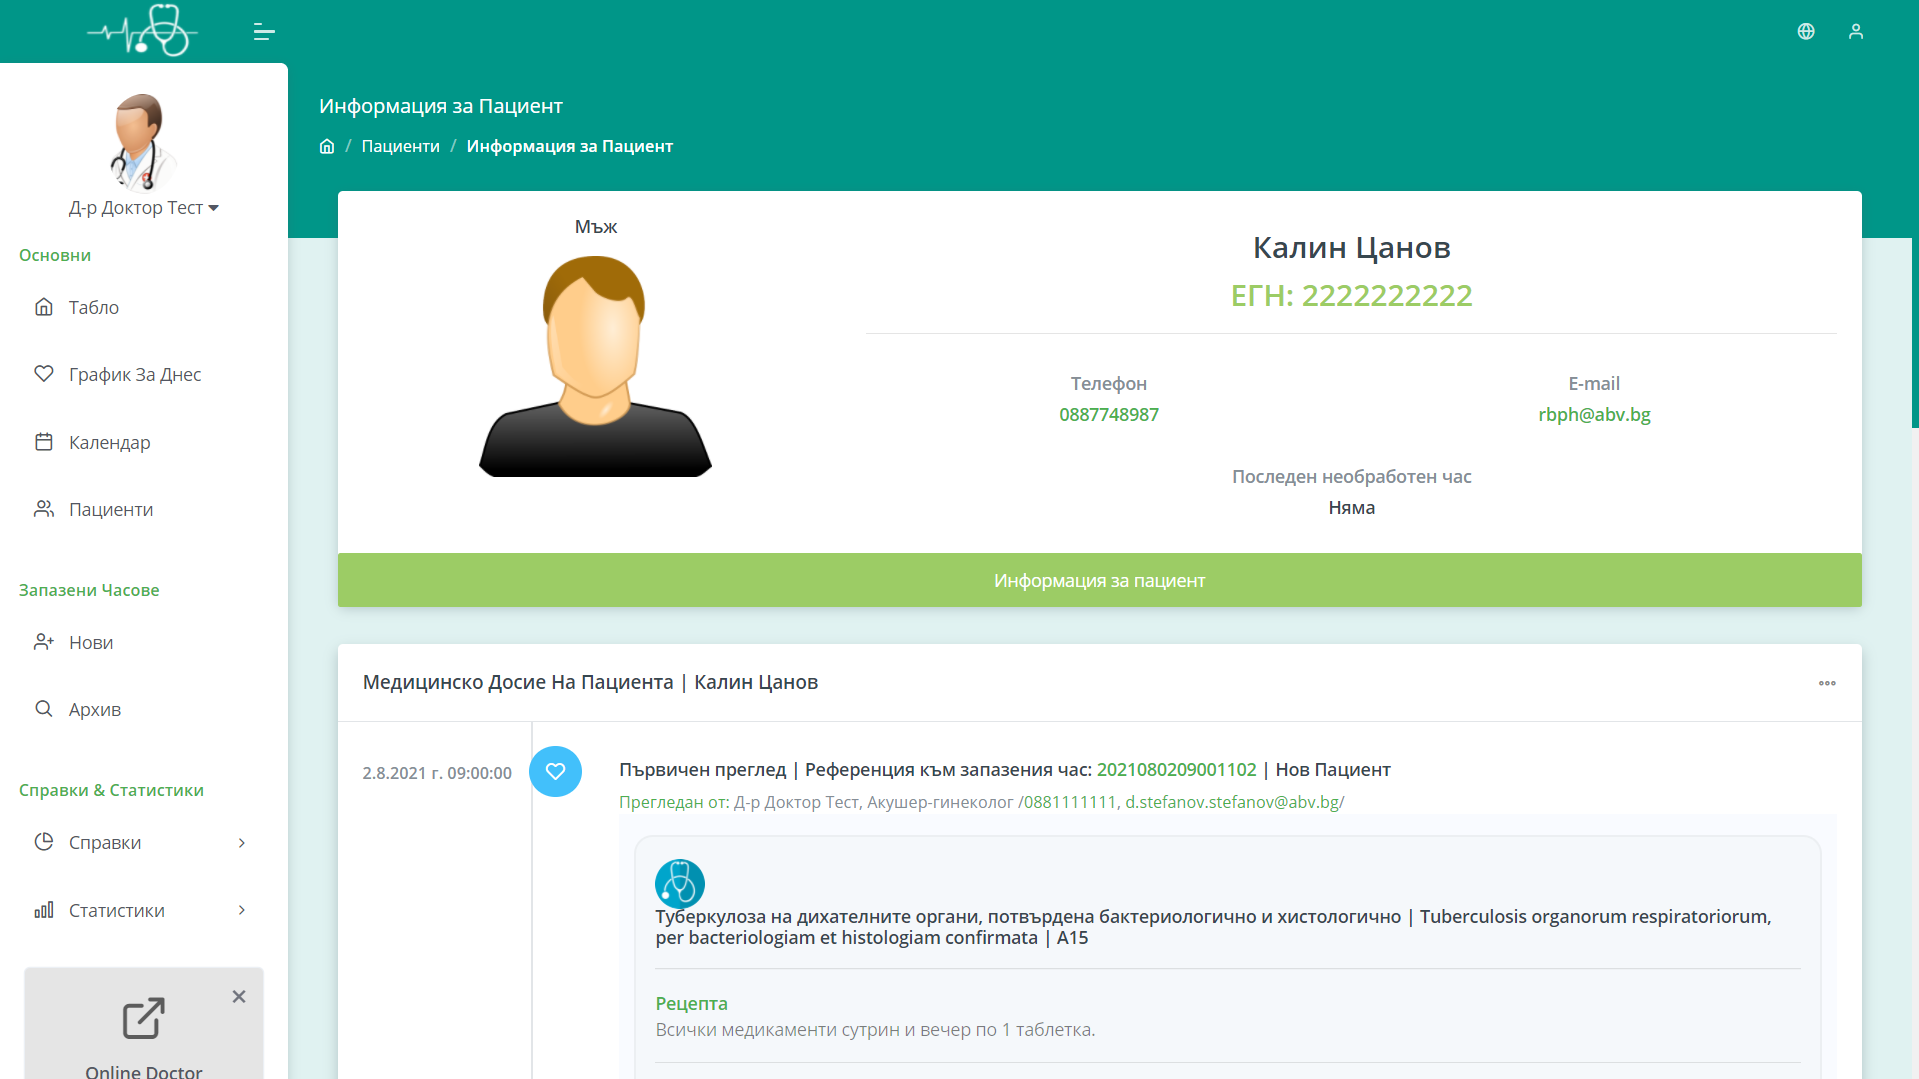 Информация за Пациент
/ Пациенти / Информация за Пациент
Д-р Доктор Тест
Основни
Табло
График За Днес
Календар
Пациенти
Запазени Часове
Нови
Архив
Справки & Статистики
Справки
Статистики
Online Doctor
Мъж
Калин Цанов
ЕГН: 2222222222
Телефон
0887748987
E-mail
rbph@abv.bg
Последен необработен час
Няма
Информация за пациент
Медицинско Досие На Пациента | Калин Цанов
2.8.2021 г. 09:00:00
Първичен преглед | Референция към запазения час: 2021080209001102 | Нов Пациент
Прегледан от: Д-р Доктор Тест, Акушер-гинеколог /0881111111, d.stefanov.stefanov@abv.bg/
Туберкулоза на дихателните органи, потвърдена бактериологично и хистологично | Tuberculosis organorum respiratoriorum,
per bacteriologiam et histologiam confirmata | A15
Рецепта
Всички медикаменти сутрин и вечер по 1 таблетка.